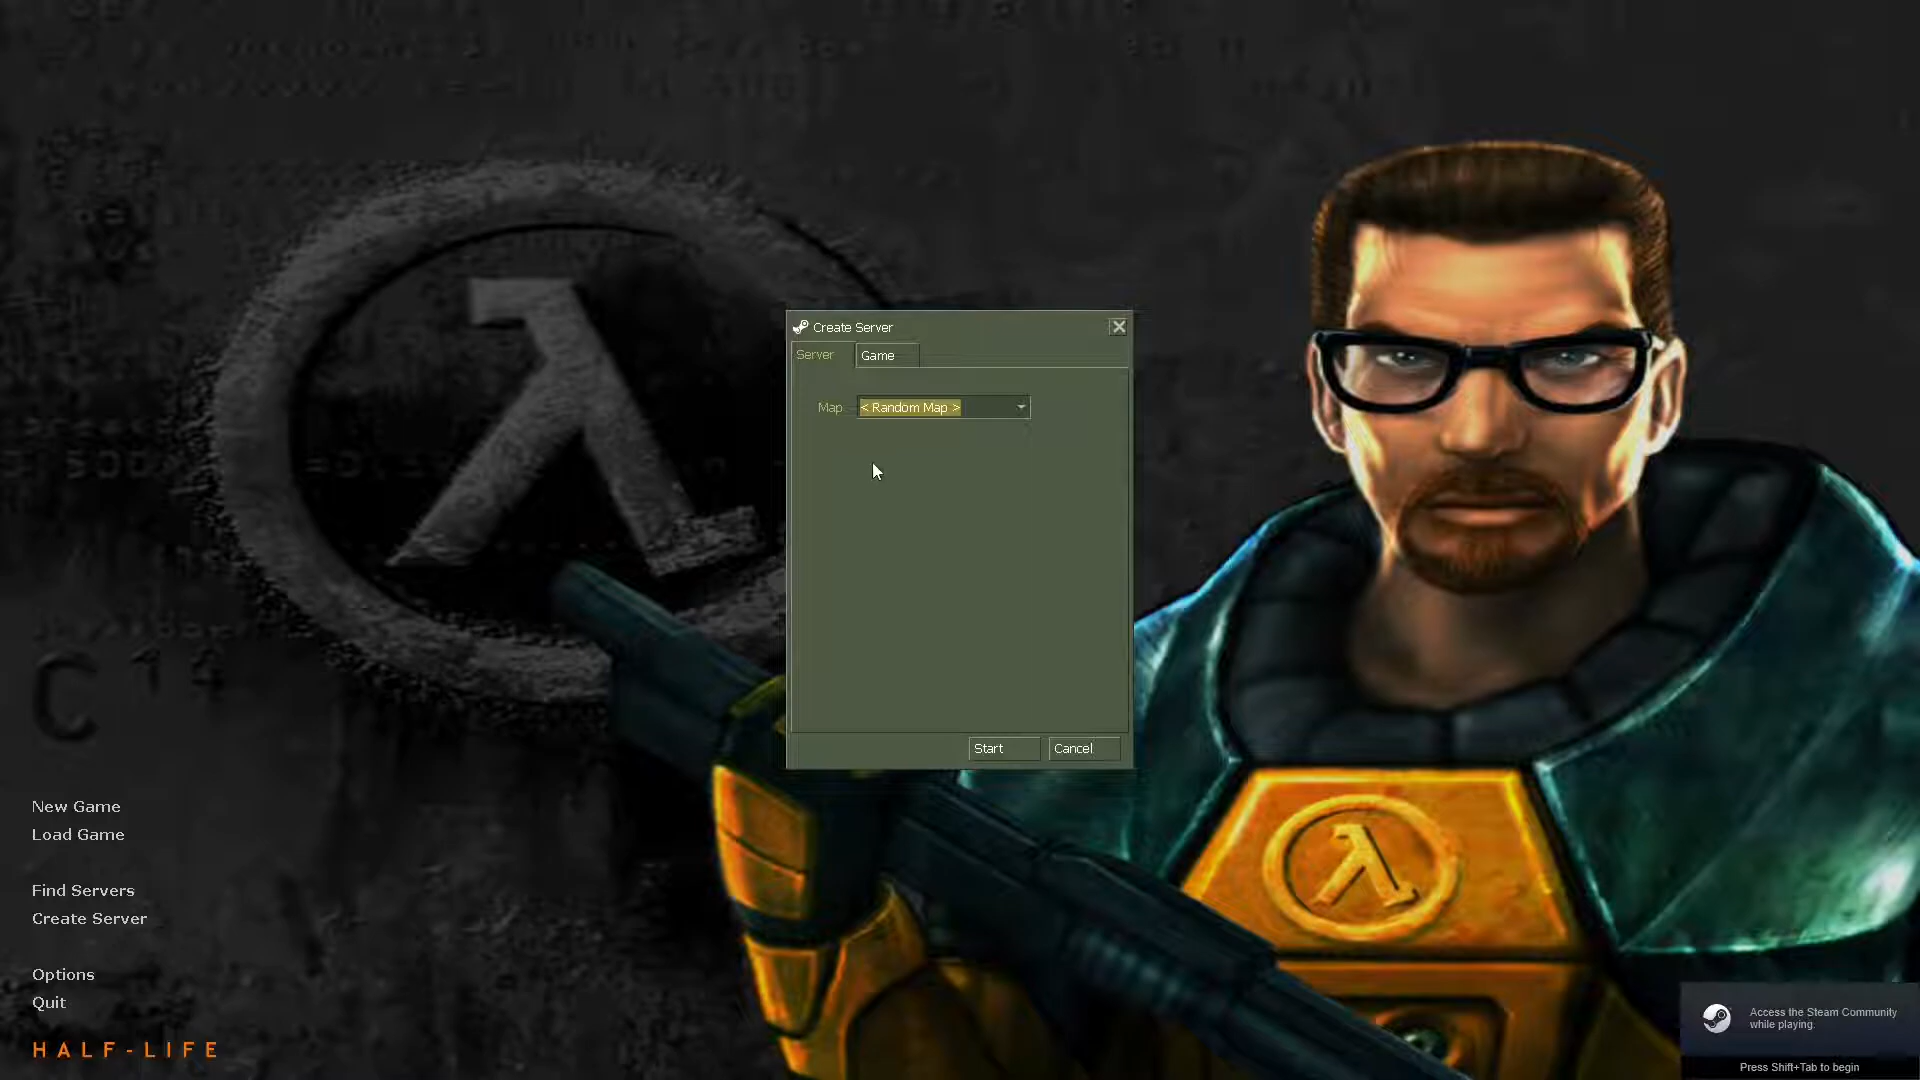 Create Server
Server
Game
Map
< Random Map >
Start
Cancel
New Game
Load Game
Find Servers
Create Server
Options
Quit
HALF-LIFE
Access the Steam Community
while playing.
Press Shift+Tab to begin